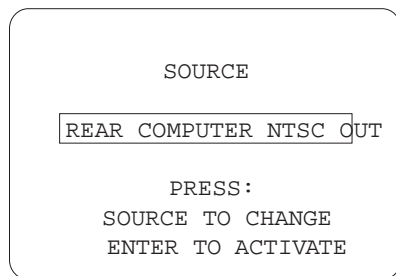 SOURCE
REAR COMPUTER NTSC OUT
PRESS:
SOURCE TO CHANGE
ENTER TO ACTIVATE